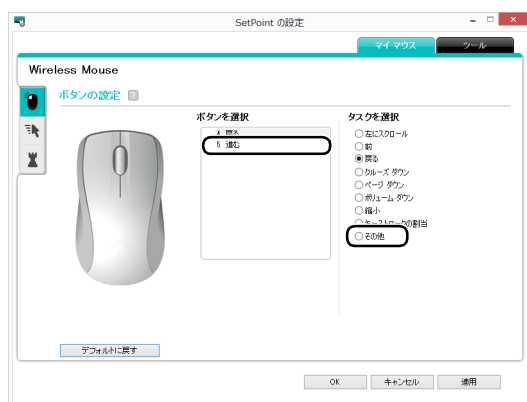 SetPoint の設定
マイ マウス
ツール
Wireless Mouse
ボタンの設定 ?
ボタンを選択
タスクを選択
5 進む
左にスクロール
前
戻る
クルーズ ダウン
ページ ダウン
ボリューム ダウン
縮小
キーストロークの割当
その他
デフォルトに戻す
OK
キャンセル
適用